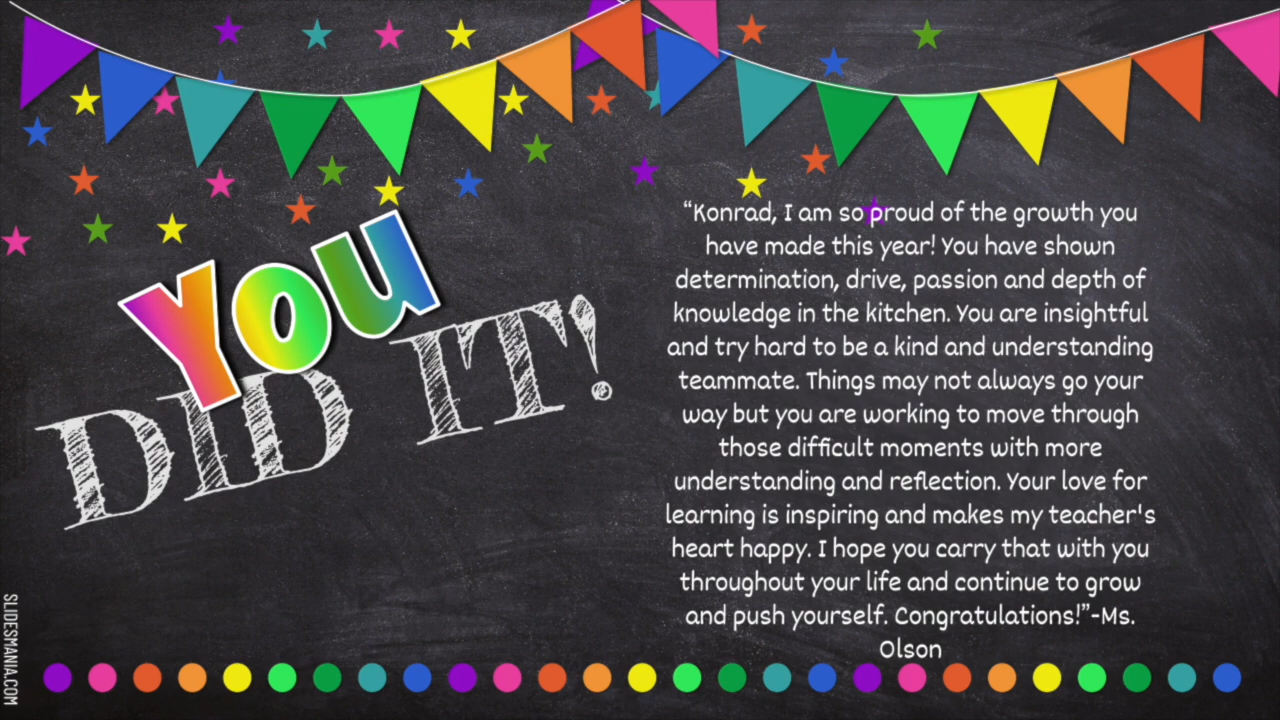 You
DID IT!
“Konrad, I am so proud of the growth you
have made this year! You have shown
determination, drive, passion and depth of
knowledge in the kitchen. You are insightful
and try hard to be a kind and understanding
teammate. Things may not always go your
way but you are working to move through
those difficult moments with more
understanding and reflection. Your love for
learning is inspiring and makes my teacher's
heart happy. I hope you carry that with you
throughout your life and continue to grow
and push yourself. Congratulations!”-Ms.
Olson
SLIDESMANIA.COM